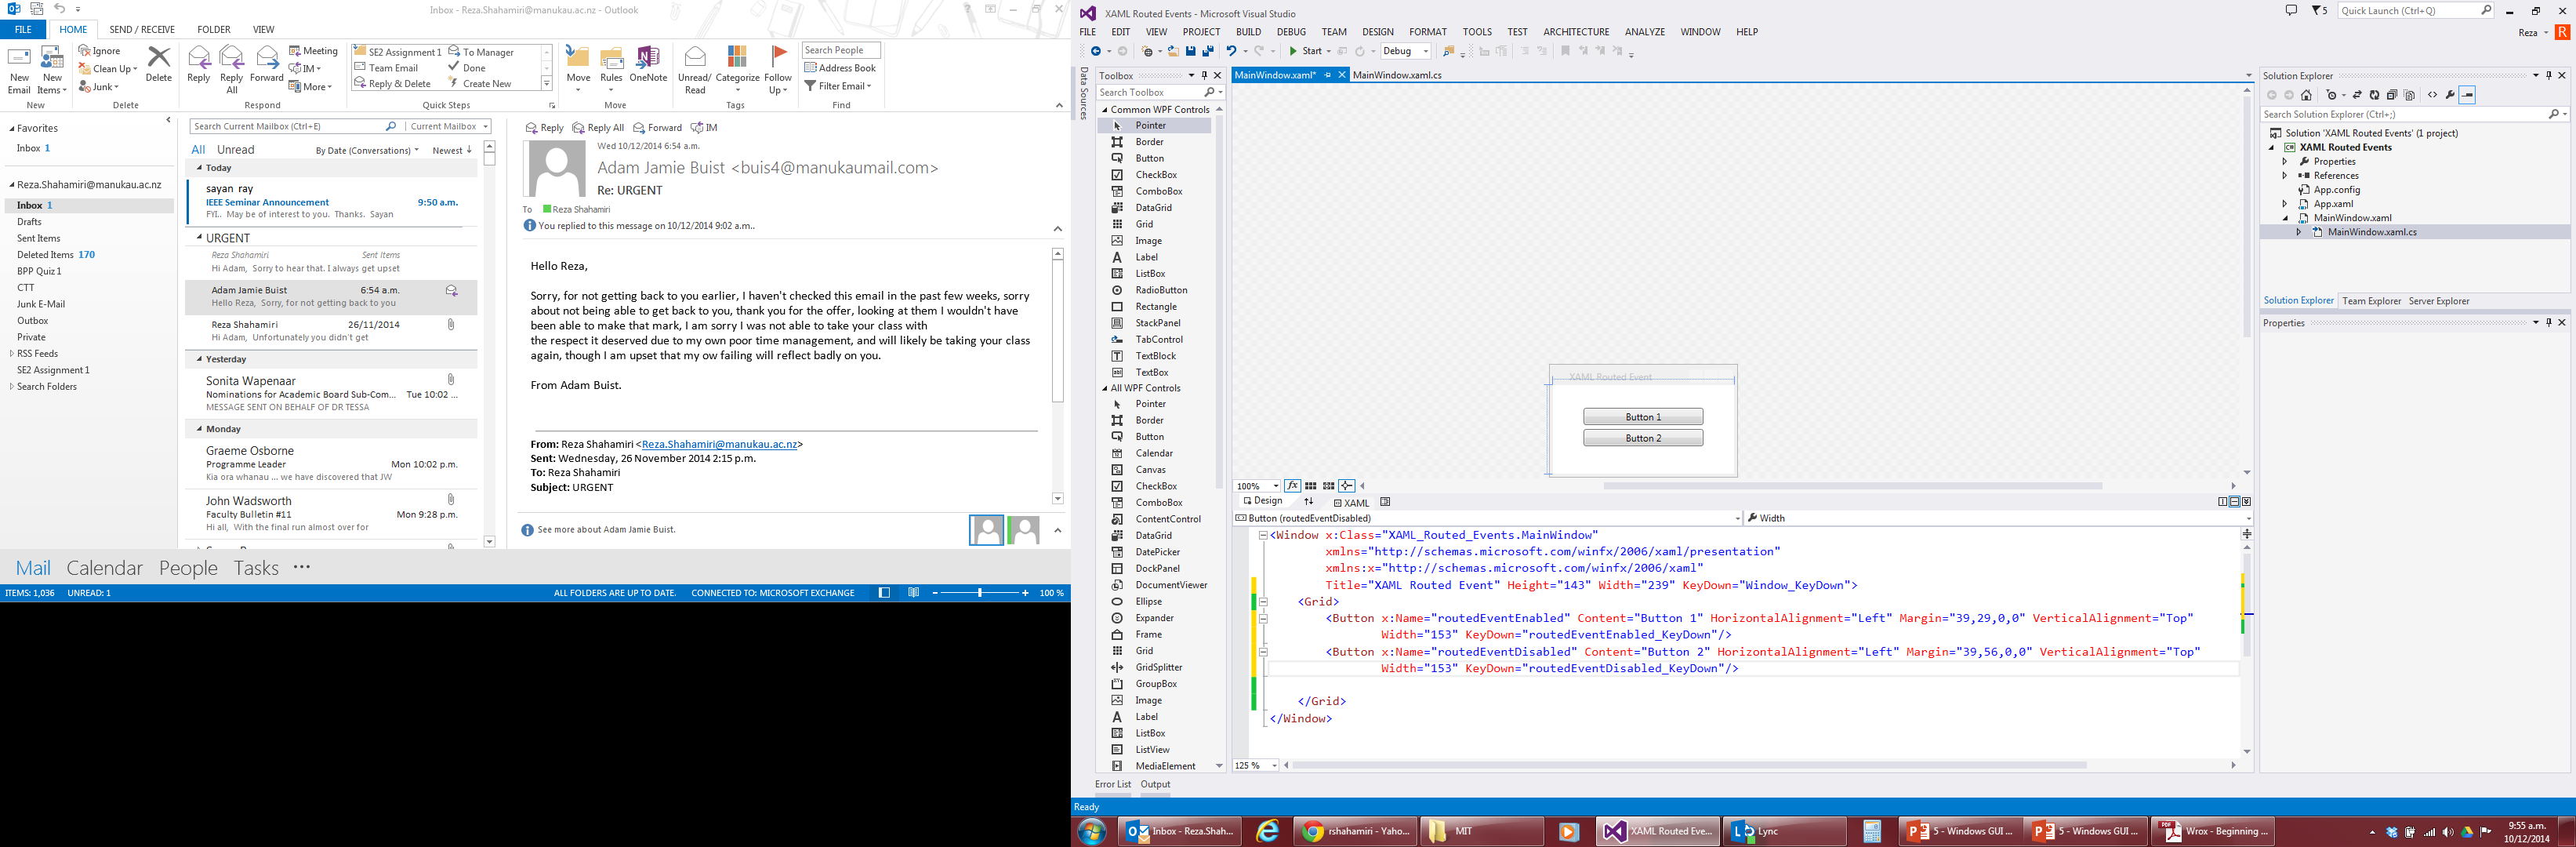 Inbox - Reza.Shahamiri@manukau.ac.nz - Outlook
FILE HOME SEND / RECEIVE FOLDER VIEW
New Email
New Items
New
Ignore
Clean Up
Junk
Delete
Delete
Reply
Reply All
Forward
Meeting
IM
More
Respond
SE2 Assignment 1
Team Email
Reply & Delete
To Manager
Done
Create New
Quick Steps
Move
Rules
OneNote
Move
Unread/ Read
Categorize
Follow Up
Tags
Search People
Address Book
Filter Email
Find
Favorites
Inbox 1
Reza.Shahamiri@manukau.ac.nz
Inbox 1
Drafts
Sent Items
Deleted Items 170
BPP Quiz 1
CTT
Junk E-Mail
Outbox
Private
RSS Feeds
SE2 Assignment 1
Search Folders
Search Current Mailbox (Ctrl+E)
Current Mailbox
All Unread
By Date (Conversations) Newest
Today
sayan ray
IEEE Seminar Announcement 9:50 a.m.
FYI.. May be of interest to you. Thanks. Sayan
URGENT
Reza Shahamiri Sent Items
Hi Adam, Sorry to hear that. I always get upset
Adam Jamie Buist 6:54 a.m.
Hello Reza, Sorry, for not getting back to you
Reza Shahamiri 26/11/2014
Hi Adam, Unfortunately you didn't get
Yesterday
Sonita Wapenaar
Nominations for Academic Board Sub-Com... Tue 10:02 ...
MESSAGE SENT ON BEHALF OF DR TESSA
Monday
Graeme Osborne
Programme Leader Mon 10:02 p.m.
Kia ora whanau ... we have discovered that JW
John Wadsworth
Faculty Bulletin #11 Mon 9:28 p.m.
Hi all, With the final run almost over for
Reply Reply All Forward IM
Wed 10/12/2014 6:54 a.m.
Adam Jamie Buist <buis4@manukaumail.com>
Re: URGENT
To Reza Shahamiri
You replied to this message on 10/12/2014 9:02 a.m..
Hello Reza,
Sorry, for not getting back to you earlier, I haven't checked this email in the past few weeks, sorry
about not being able to get back to you, thank you for the offer, looking at them I wouldn't have
been able to make that mark, I am sorry I was not able to take your class with
the respect it deserved due to my own poor time management, and will likely be taking your class
again, though I am upset that my ow failing will reflect badly on you.
From Adam Buist.
From: Reza Shahamiri <Reza.Shahamiri@manukau.ac.nz>
Sent: Wednesday, 26 November 2014 2:15 p.m.
To: Reza Shahamiri
Subject: URGENT
See more about Adam Jamie Buist.
Mail Calendar People Tasks ...
ITEMS: 1,036 UNREAD: 1
ALL FOLDERS ARE UP TO DATE. CONNECTED TO: MICROSOFT EXCHANGE 100 %
XAML Routed Events - Microsoft Visual Studio
5
Quick Launch (Ctrl+Q)
FILE EDIT VIEW PROJECT BUILD DEBUG TEAM DESIGN FORMAT TOOLS TEST ARCHITECTURE ANALYZE WINDOW HELP
Reza R
Start Debug
Data Sources
Toolbox
Search Toolbox
Common WPF Controls
Pointer
Border
Button
CheckBox
ComboBox
DataGrid
Grid
Image
Label
ListBox
RadioButton
Rectangle
StackPanel
TabControl
TextBlock
TextBox
All WPF Controls
Pointer
Border
Button
Calendar
Canvas
CheckBox
ComboBox
ContentControl
DataGrid
DatePicker
DockPanel
DocumentViewer
Ellipse
Expander
Frame
Grid
GridSplitter
GroupBox
Image
Label
ListBox
ListView
MediaElement
Error List Output
MainWindow.xaml* MainWindow.xaml.cs
XAML Routed Event
Button 1
Button 2
100% fx
Design XAML
Button (routedEventDisabled) Width
<Window x:Class="XAML_Routed_Events.MainWindow"
xmlns="http://schemas.microsoft.com/winfx/2006/xaml/presentation"
xmlns:x="http://schemas.microsoft.com/winfx/2006/xaml"
Title="XAML Routed Event" Height="143" Width="239" KeyDown="Window_KeyDown">
<Grid>
<Button x:Name="routedEventEnabled" Content="Button 1" HorizontalAlignment="Left" Margin="39,29,0,0" VerticalAlignment="Top"
Width="153" KeyDown="routedEventEnabled_KeyDown"/>
<Button x:Name="routedEventDisabled" Content="Button 2" HorizontalAlignment="Left" Margin="39,56,0,0" VerticalAlignment="Top"
Width="153" KeyDown="routedEventDisabled_KeyDown"/>
</Grid>
</Window>
125 %
Solution Explorer
Search Solution Explorer (Ctrl+;)
Solution 'XAML Routed Events' (1 project)
XAML Routed Events
Properties
References
App.config
App.xaml
MainWindow.xaml
MainWindow.xaml.cs
Solution Explorer Team Explorer Server Explorer
Properties
Ready
Inbox - Reza.Shah...
rshahamiri - Yaho...
MIT
XAML Routed Eve...
Lync
5 - Windows GUI ...
5 - Windows GUI ...
Wrox - Beginning ...
9:55 a.m.
10/12/2014